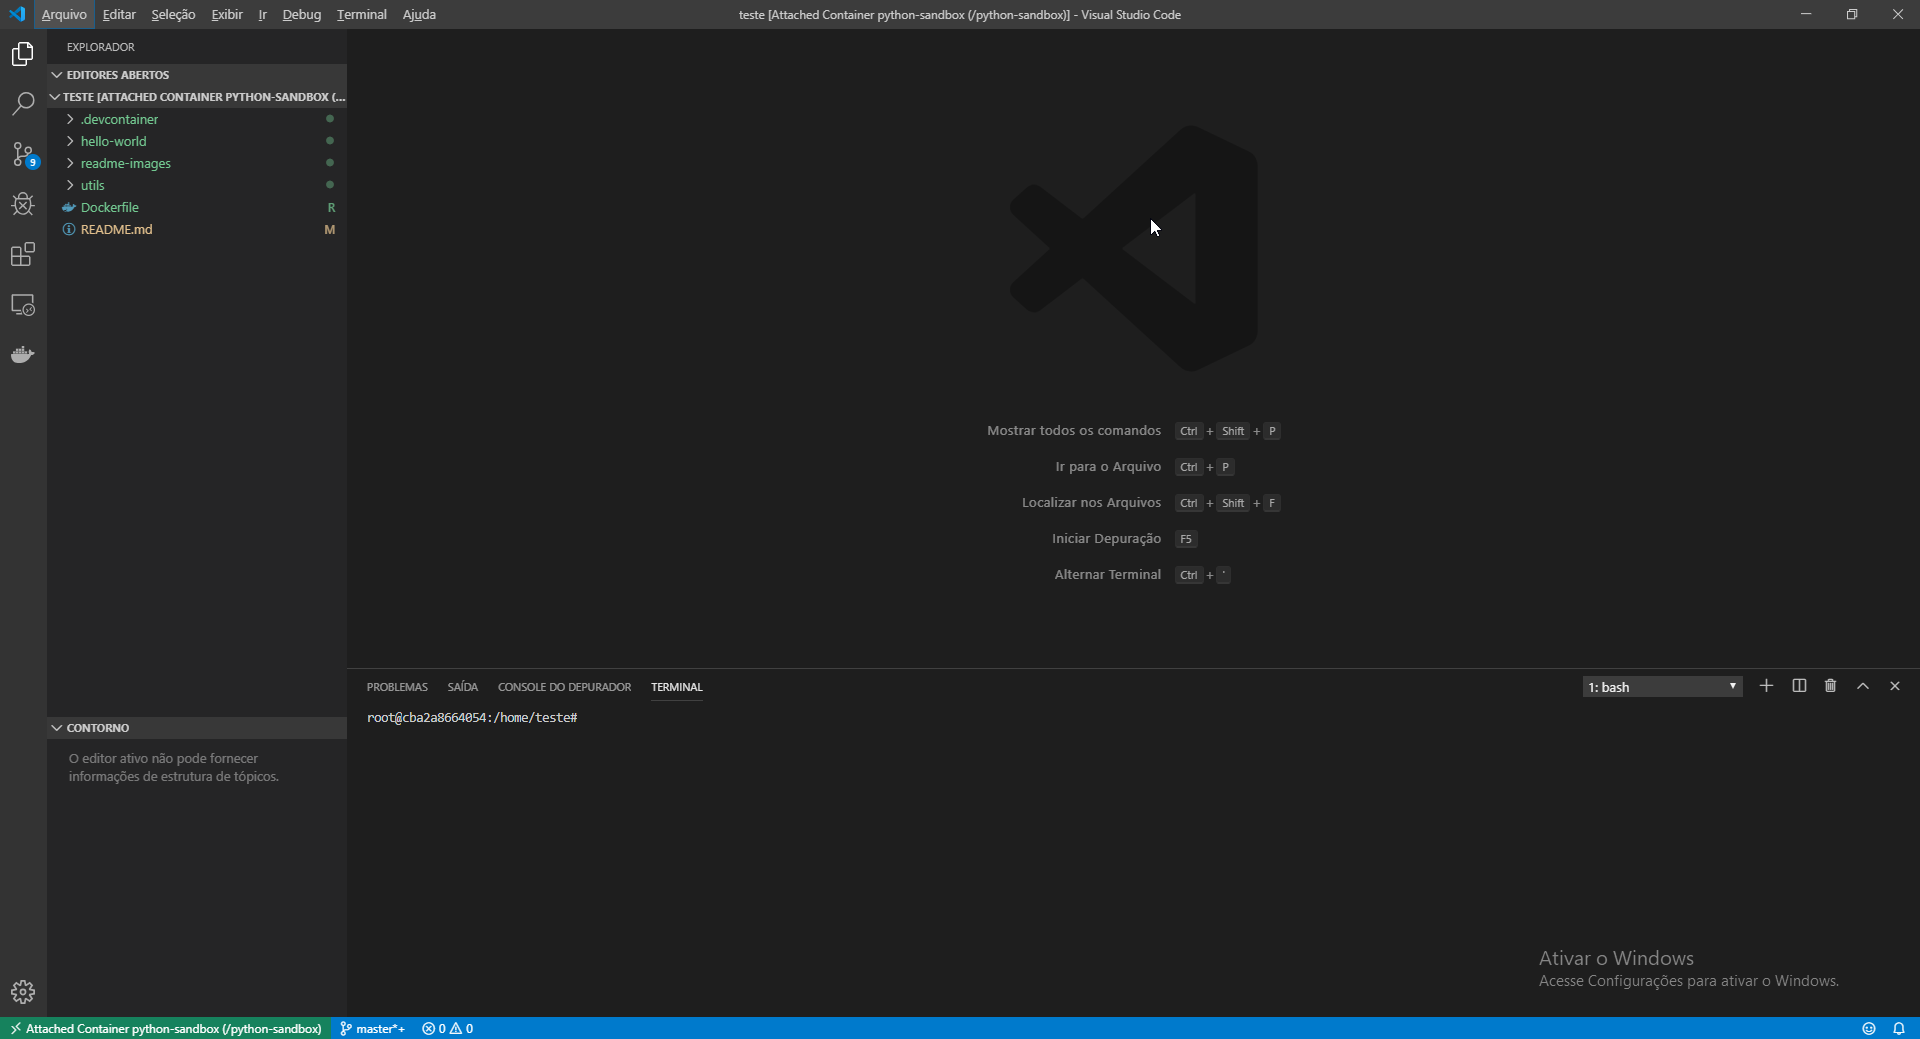 Arquivo Editar Seleção Exibir Ir Debug Terminal Ajuda
teste [Attached Container python-sandbox (/python-sandbox)] - Visual Studio Code
EXPLORADOR
EDITORES ABERTOS
TESTE [ATTACHED CONTAINER PYTHON-SANDBOX (...
.devcontainer
hello-world
9
readme-images
utils
Dockerfile R
README.md M
Mostrar todos os comandos Ctrl + Shift + P
Ir para o Arquivo Ctrl + P
Localizar nos Arquivos Ctrl + Shift + F
Iniciar Depuração F5
Alternar Terminal Ctrl + '
PROBLEMAS SAÍDA CONSOLE DO DEPURADOR TERMINAL
1: bash
root@cba2a8664054:/home/teste#
CONTORNO
O editor ativo não pode fornecer
informações de estrutura de tópicos.
Ativar o Windows
Acesse Configurações para ativar o Windows.
Attached Container python-sandbox (/python-sandbox) master*+ 0 0